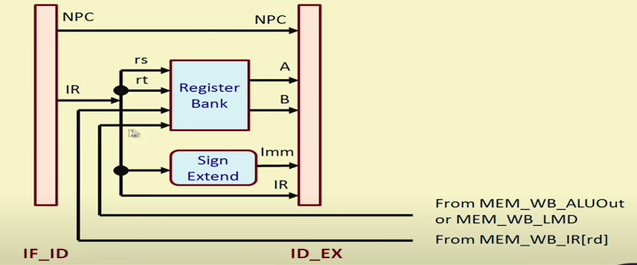 NPC
NPC
rs
A
rt
Register
Bank
IR
B
Imm
Sign
Extend
IR
From MEM_WB_ALUOut
or MEM_WB_LMD
From MEM_WB_IR[rd]
IF_ID
ID_EX